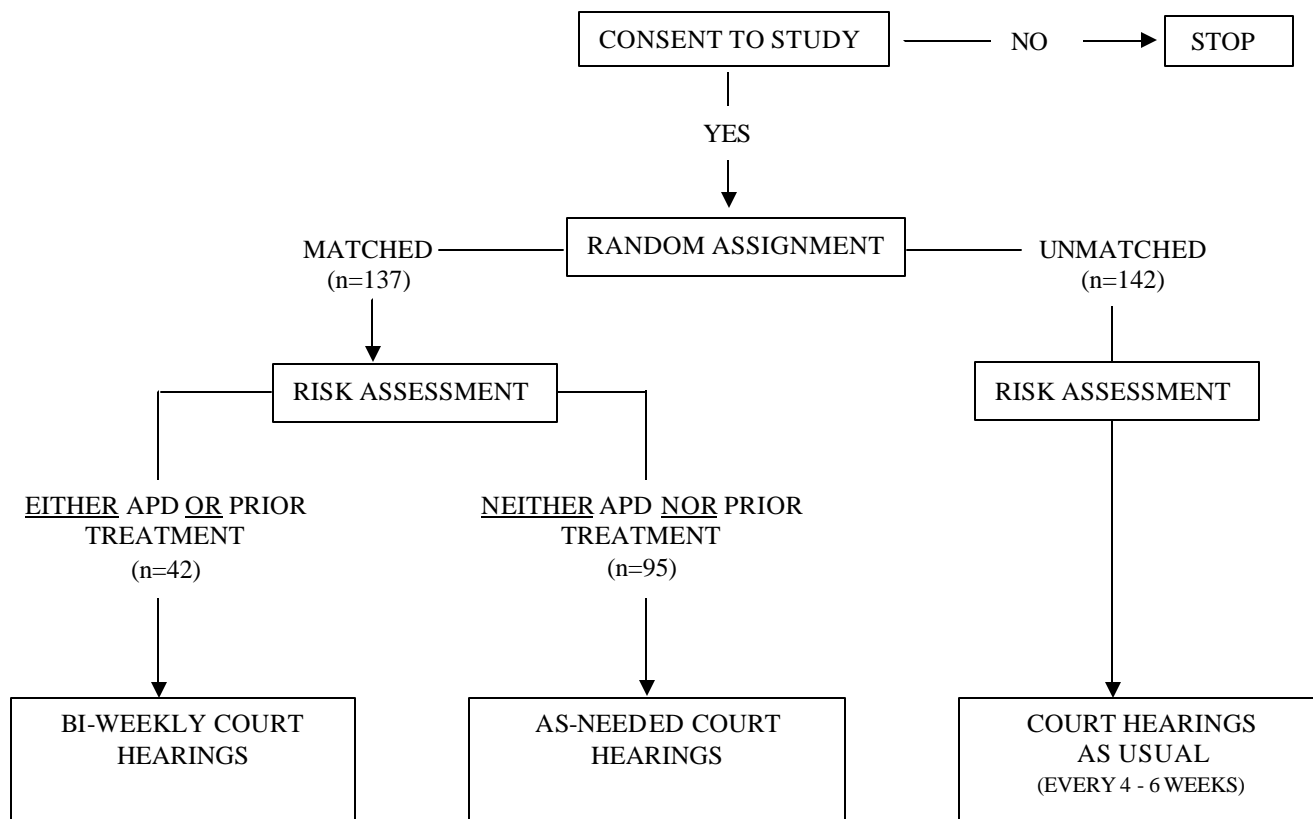 CONSENT TO STUDY
NO
STOP
YES
RANDOM ASSIGNMENT
MATCHED
(n=137)
UNMATCHED
(n=142)
RISK ASSESSMENT
RISK ASSESSMENT
EITHER APD OR PRIOR
TREATMENT
(n=42)
NEITHER APD NOR PRIOR
TREATMENT
(n=95)
BI-WEEKLY COURT
HEARINGS
AS-NEEDED COURT
HEARINGS
COURT HEARINGS
AS USUAL
(EVERY 4 - 6 WEEKS)